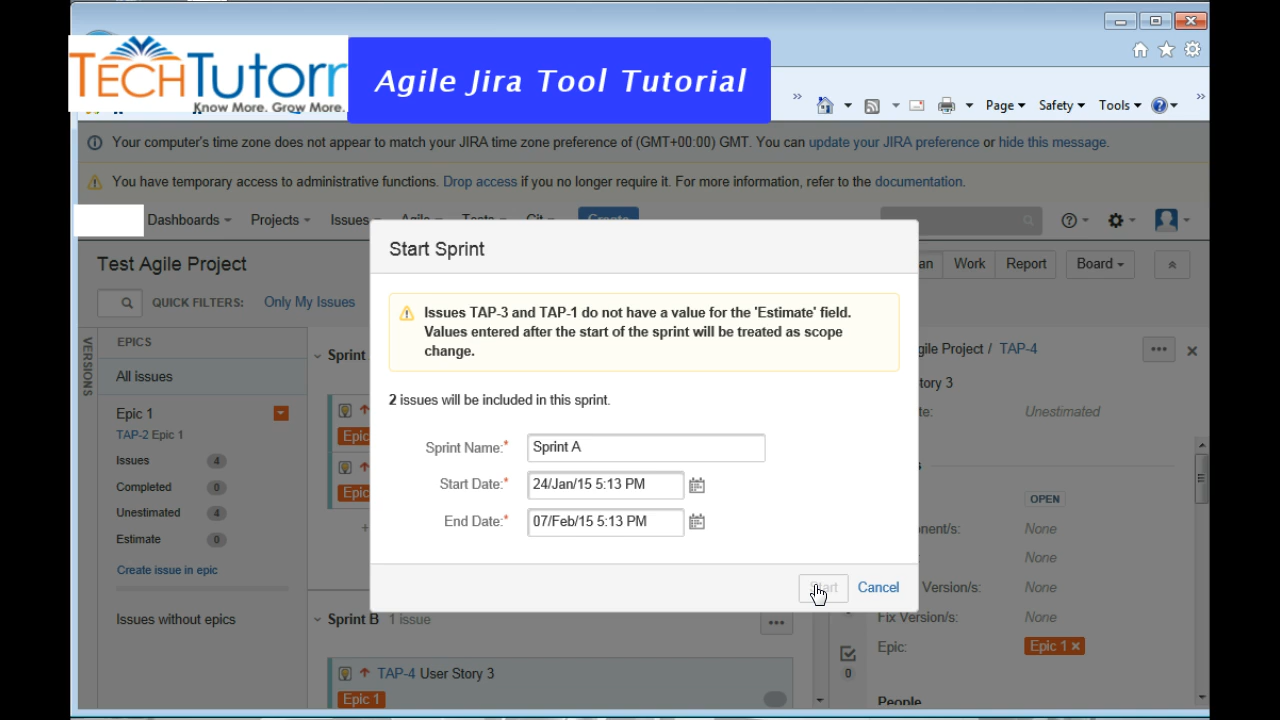 TECHTutorr
Know More. Grow More.
Agile Jira Tool Tutorial
» Page Safety Tools »
Your computer's time zone does not appear to match your JIRA time zone preference of (GMT+00:00) GMT. You can update your JIRA preference or hide this message.
You have temporary access to administrative functions. Drop access if you no longer require it. For more information, refer to the documentation.
Dashboards Projects Issues Agile Tests Git Create
Test Agile Project
Work Report Board
QUICK FILTERS: Only My Issues
VERSIONS
EPICS
All issues
Epic 1
TAP-2 Epic 1
Issues 4
Completed 0
Unestimated 4
Estimate 0
Create issue in epic
Issues without epics
Sprint
Epic
Epic
+
Start Sprint
Issues TAP-3 and TAP-1 do not have a value for the 'Estimate' field.
Values entered after the start of the sprint will be treated as scope
change.
2 issues will be included in this sprint.
Sprint Name:* Sprint A
Start Date:* 24/Jan/15 5:13 PM
End Date:* 07/Feb/15 5:13 PM
Start Cancel
Sprint B 1 issue
TAP-4 User Story 3
Epic 1
gile Project / TAP-4
tory 3
te: Unestimated
OPEN
nent/s: None
None
Version/s: None
Fix Version/s: None
Epic: Epic 1 ×
0
People